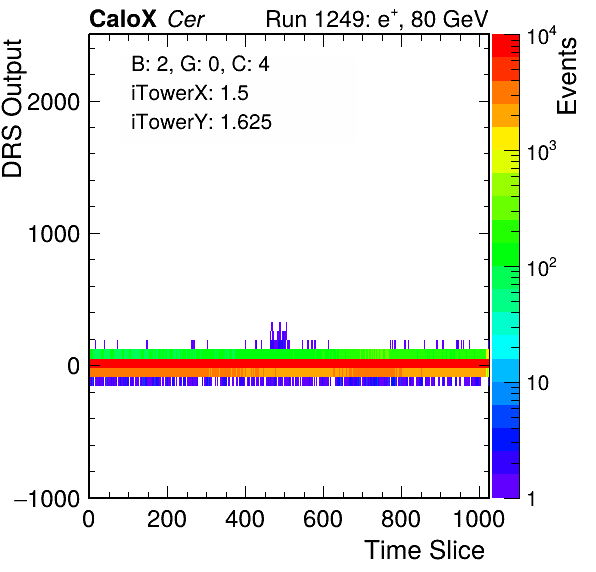 CaloX Cer Run 1249: e+, 80 GeV
B: 2, G: 0, C: 4
iTowerX: 1.5
iTowerY: 1.625
DRS Output
2000
1000
0
−1000
0 200 400 600 800 1000
Time Slice
10^4
10^3
10^2
10
1
Events